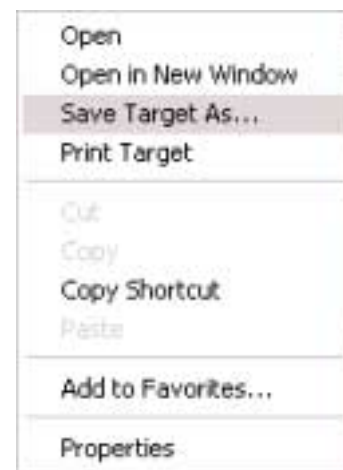 Open
Open in New Window
Save Target As...
Print Target
Cut
Copy
Copy Shortcut
Paste
Add to Favorites...
Properties